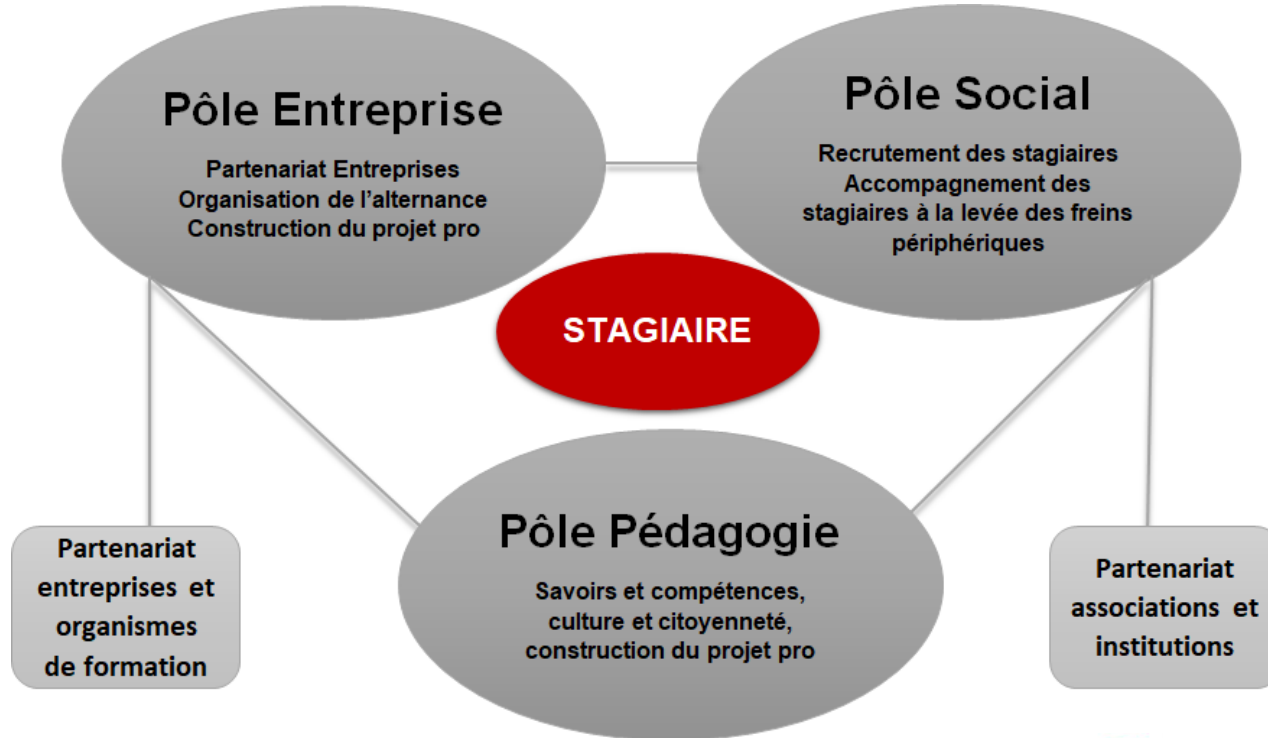 Pôle Entreprise
Partenariat Entreprises
Organisation de l'alternance
Construction du projet pro
Pôle Social
Recrutement des stagiaires
Accompagnement des
stagiaires à la levée des freins
périphériques
STAGIAIRE
Pôle Pédagogie
Savoirs et compétences,
culture et citoyenneté,
construction du projet pro
Partenariat
entreprises et
organismes
de formation
Partenariat
associations et
institutions